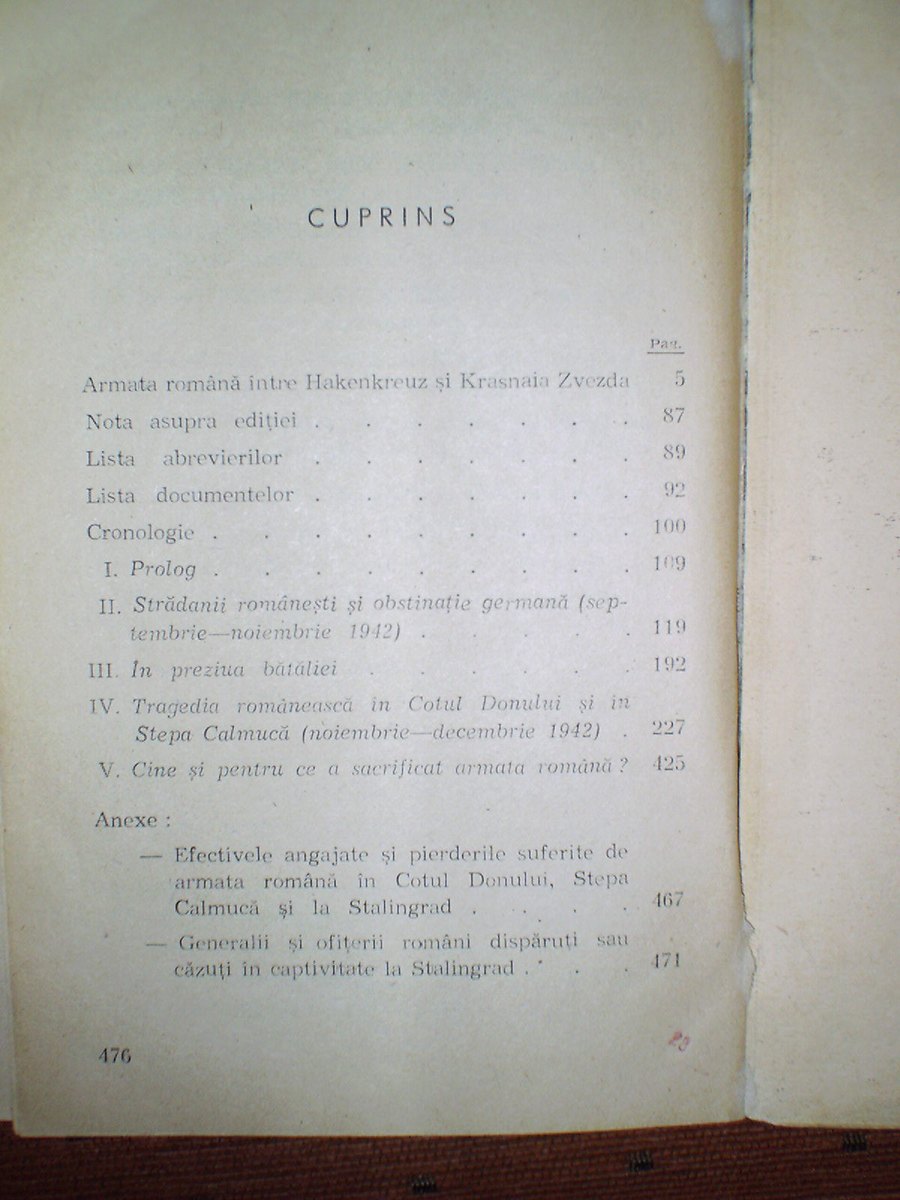 CUPRINS
Pag.
Armata română între Hakenkreuz și Krasnaia Zvezda 5
Nota asupra ediției . . . . . . . 87
Lista abrevierilor . . . . . . . 89
Lista documentelor . . . . . . . 92
Cronologie . . . . . . . . . 100
I. Prolog . . . . . . . . . 109
II. Strădanii românești și obstinație germană (sep-
tembrie—noiembrie 1942) . . . . . 119
III. În preziua bătăliei . . . . . . 192
IV. Tragedia românească în Cotul Donului și în
Stepa Calmucă (noiembrie—decembrie 1942) . 227
V. Cine și pentru ce a sacrificat armata română ? 425
Anexe :
— Efectivele angajate și pierderile suferite de
armata română în Cotul Donului, Stepa
Calmucă și la Stalingrad . . . . 467
— Generalii și ofițerii români dispăruți sau
căzuți în captivitate la Stalingrad . . . 471
476